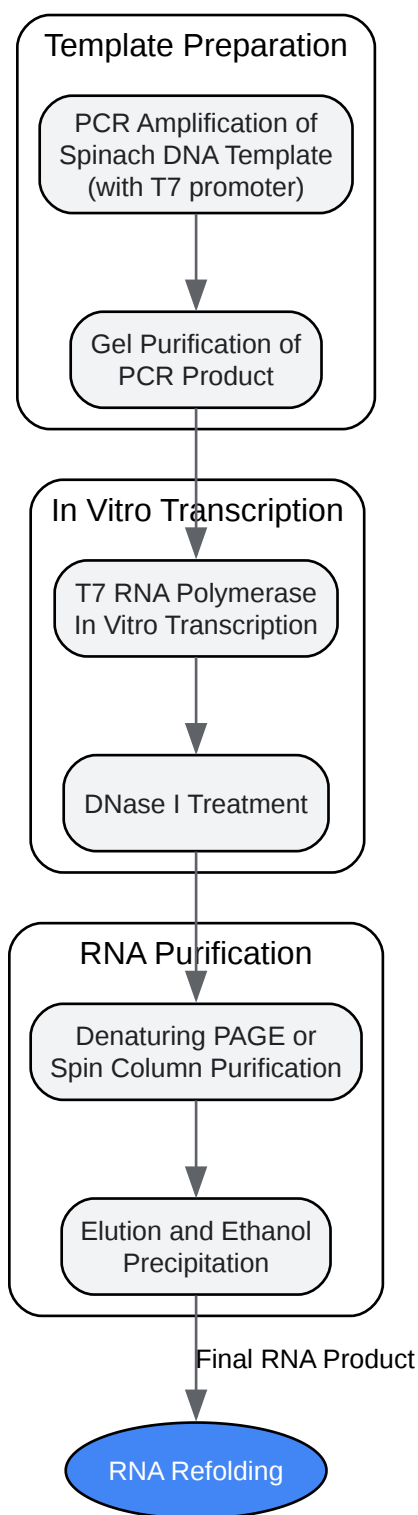 Template Preparation
PCR Amplification of
Spinach DNA Template
(with T7 promoter)
Gel Purification of
PCR Product
In Vitro Transcription
T7 RNA Polymerase
In Vitro Transcription
DNase I Treatment
RNA Purification
Denaturing PAGE or
Spin Column Purification
Elution and Ethanol
Precipitation
Final RNA Product
RNA Refolding